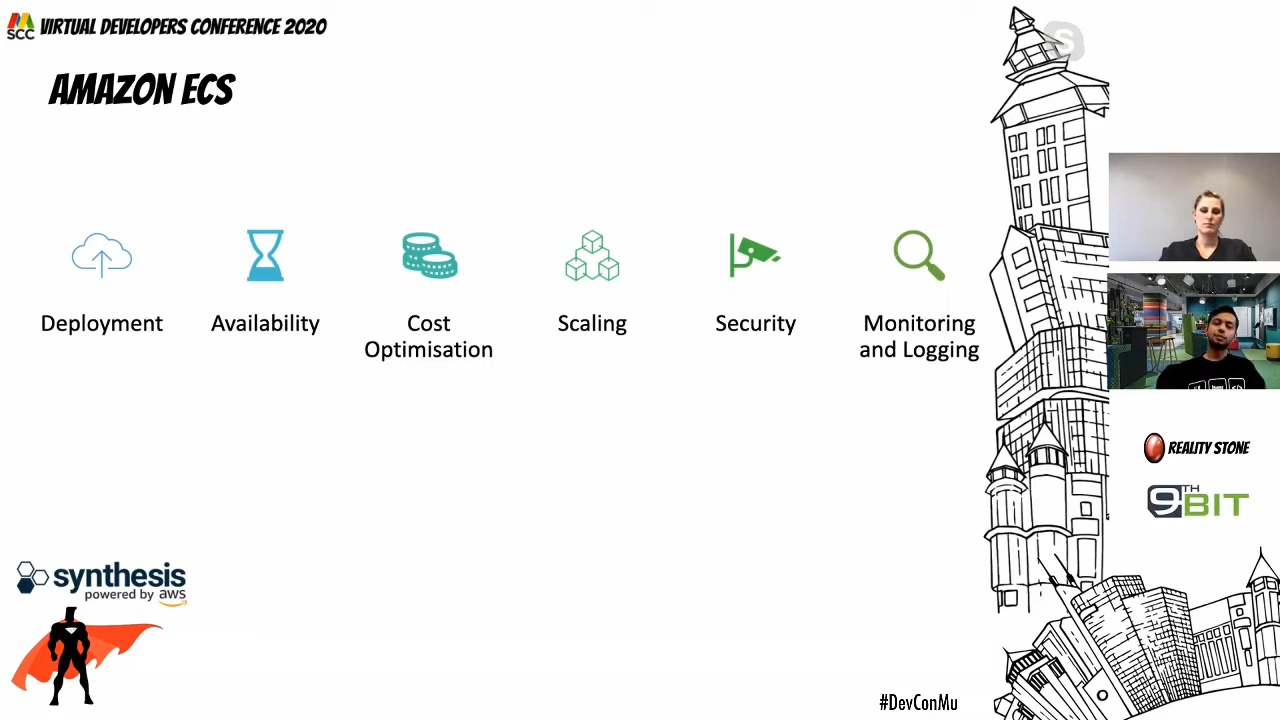 SCC VIRTUAL DEVELOPERS CONFERENCE 2020
AMAZON ECS
S
Deployment
Availability
Cost
Optimisation
Scaling
Security
Monitoring
and Logging
REALITY STONE
9TH BIT
synthesis
powered by aws
#DevConMu